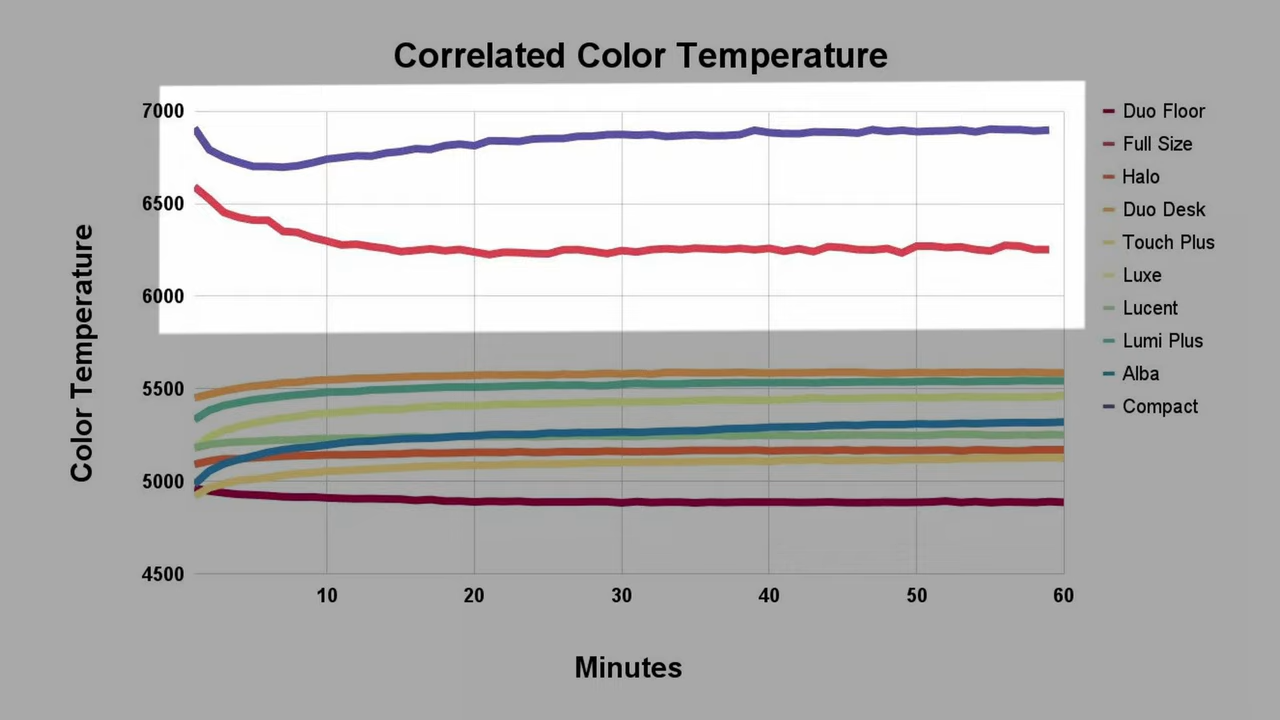 Correlated Color Temperature
7000
6500
6000
5500
5000
4500
Color Temperature
10 20 30 40 50 60
Minutes
Duo Floor
Full Size
Halo
Duo Desk
Touch Plus
Luxe
Lucent
Lumi Plus
Alba
Compact